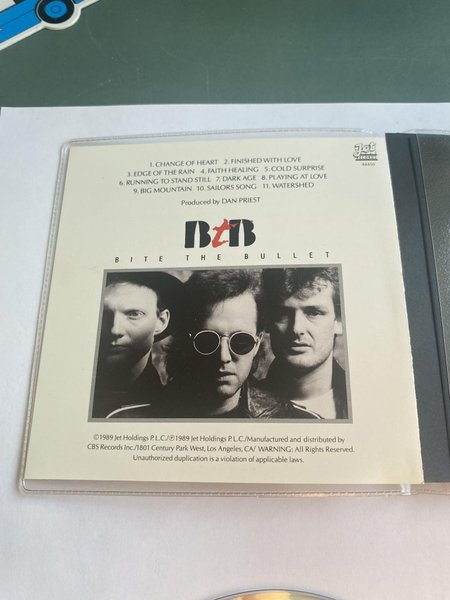 Jet
RECORDS
1. CHANGE OF HEART 2. FINISHED WITH LOVE
3. EDGE OF THE RAIN 4. FAITH HEALING 5. COLD SURPRISE
6. RUNNING TO STAND STILL 7. DARK AGE 8. PLAYING AT LOVE
9. BIG MOUNTAIN 10. SAILORS SONG 11. WATERSHED
Produced by DAN PRIEST
BtB
BITE THE BULLET
©1989 Jet Holdings P.L.C./℗1989 Jet Holdings P.L.C./Manufactured and distributed by
CBS Records Inc./1801 Century Park West, Los Angeles, CA/ WARNING: All Rights Reserved.
Unauthorized duplication is a violation of applicable laws.